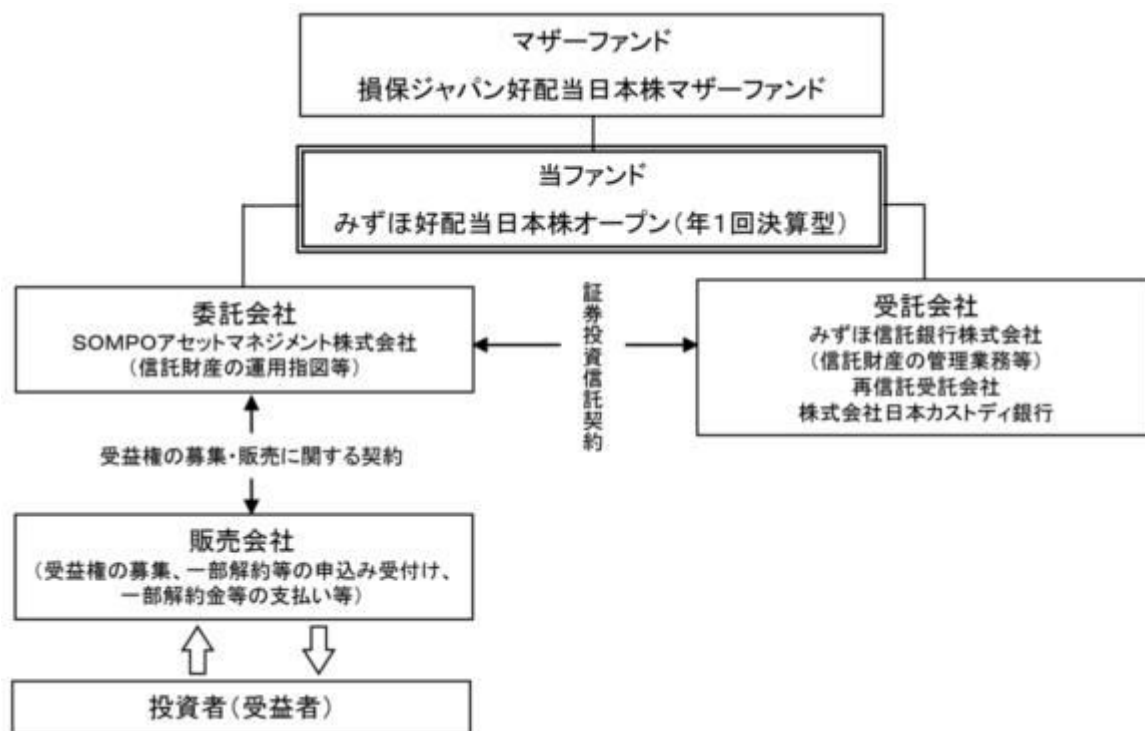 マザーファンド
損保ジャパン好配当日本株マザーファンド
当ファンド
みずほ好配当日本株オープン(年1回決算型)
委託会社
SOMPOアセットマネジメント株式会社
(信託財産の運用指図等)
証券投資信託契約
受託会社
みずほ信託銀行株式会社
(信託財産の管理業務等)
再信託受託会社
株式会社日本カストディ銀行
受益権の募集・販売に関する契約
販売会社
(受益権の募集、一部解約等の申込み受付け、
一部解約金等の支払い等)
投資者(受益者)